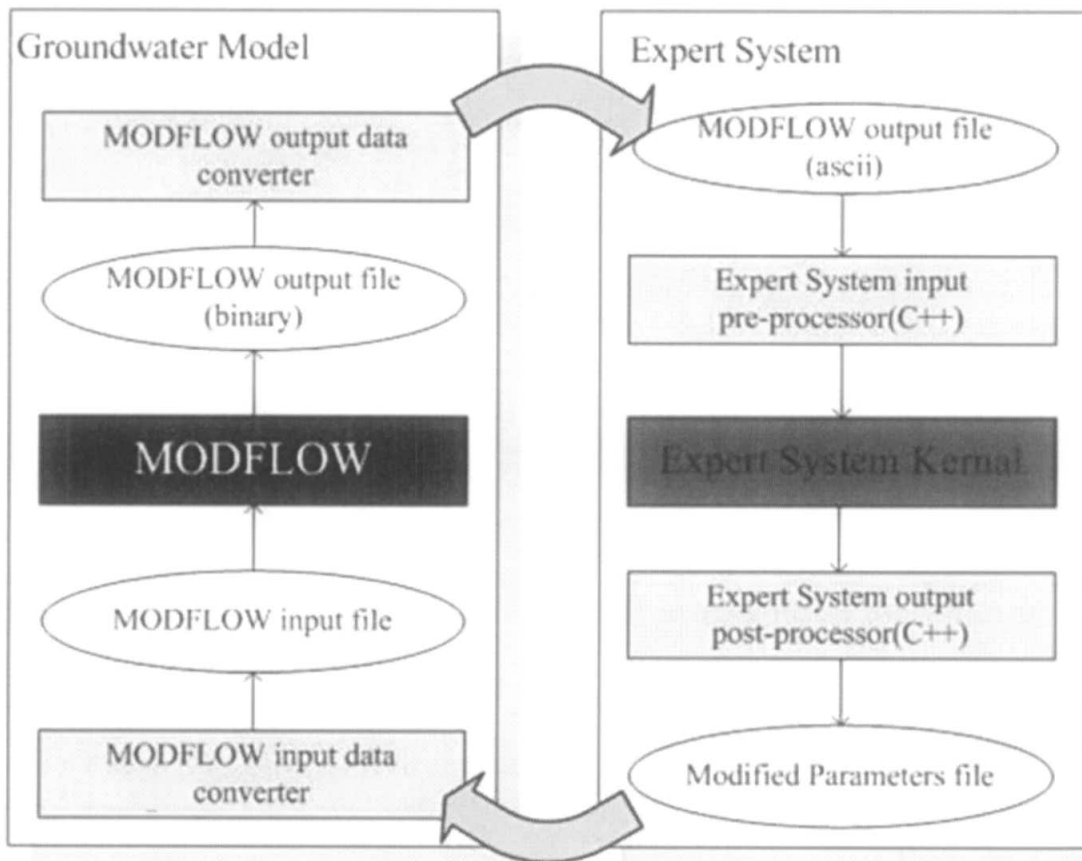 Groundwater Model
MODFLOW output data
converter
MODFLOW output file
(binary)
MODFLOW
MODFLOW input file
MODFLOW input data
converter
Expert System
MODFLOW output file
(ascii)
Expert System input
pre-processor(C++)
Expert System Kernal
Expert System output
post-processor(C++)
Modified Parameters file